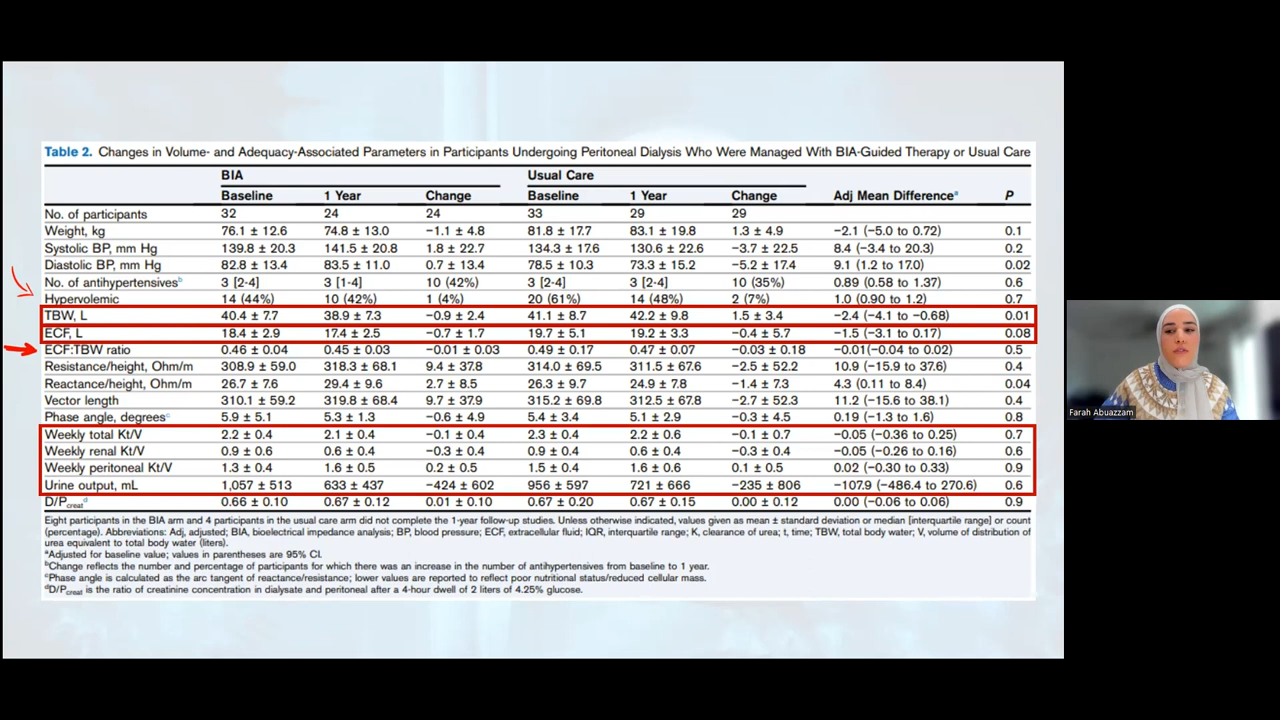 Table 2. Changes in Volume- and Adequacy-Associated Parameters in Participants Undergoing Peritoneal Dialysis Who Were Managed With BIA-Guided Therapy or Usual Care
BIA Usual Care
Baseline 1 Year Change Baseline 1 Year Change Adj Mean Differenceᵃ P
No. of participants 32 24 24 33 29 29
Weight, kg 76.1 ± 12.6 74.8 ± 13.0 −1.1 ± 4.8 81.8 ± 17.7 83.1 ± 19.8 1.3 ± 4.9 −2.1 (−5.0 to 0.72) 0.1
Systolic BP, mm Hg 139.8 ± 20.3 141.5 ± 20.8 1.8 ± 22.7 134.3 ± 17.6 130.6 ± 22.6 −3.7 ± 22.5 8.4 (−3.4 to 20.3) 0.2
Diastolic BP, mm Hg 82.8 ± 13.4 83.5 ± 11.0 0.7 ± 13.4 78.5 ± 10.3 73.3 ± 15.2 −5.2 ± 17.4 9.1 (1.2 to 17.0) 0.02
No. of antihypertensivesᵇ 3 [2-4] 3 [1-4] 10 (42%) 3 [2-4] 3 [2-4] 10 (35%) 0.89 (0.58 to 1.37) 0.6
Hypervolemic 14 (44%) 10 (42%) 1 (4%) 20 (61%) 14 (48%) 2 (7%) 1.0 (0.90 to 1.2) 0.7
TBW, L 40.4 ± 7.7 38.9 ± 7.3 −0.9 ± 2.4 41.1 ± 8.7 42.2 ± 9.8 1.5 ± 3.4 −2.4 (−4.1 to −0.68) 0.01
ECF, L 18.4 ± 2.9 17.4 ± 2.5 −0.7 ± 1.7 19.7 ± 5.1 19.2 ± 3.3 −0.4 ± 5.7 −1.5 (−3.1 to 0.17) 0.08
ECF:TBW ratio 0.46 ± 0.04 0.45 ± 0.03 −0.01 ± 0.03 0.49 ± 0.17 0.47 ± 0.07 −0.03 ± 0.18 −0.01(−0.04 to 0.02) 0.5
Resistance/height, Ohm/m 308.9 ± 59.0 318.3 ± 68.1 9.4 ± 37.8 314.0 ± 69.5 311.5 ± 67.6 −2.5 ± 52.2 10.9 (−15.9 to 37.6) 0.4
Reactance/height, Ohm/m 26.7 ± 7.6 29.4 ± 9.6 2.7 ± 8.5 26.3 ± 9.7 24.9 ± 7.8 −1.4 ± 7.3 4.3 (0.11 to 8.4) 0.04
Vector length 310.1 ± 59.2 319.8 ± 68.4 9.7 ± 37.9 315.2 ± 69.8 312.5 ± 67.8 −2.7 ± 52.3 11.2 (−15.6 to 38.1) 0.4
Phase angle, degreesᶜ 5.9 ± 5.1 5.3 ± 1.3 −0.6 ± 4.9 5.4 ± 3.4 5.1 ± 2.9 −0.3 ± 4.5 0.19 (−1.3 to 1.6) 0.8
Weekly total Kt/V 2.2 ± 0.4 2.1 ± 0.4 −0.1 ± 0.4 2.3 ± 0.4 2.2 ± 0.6 −0.1 ± 0.7 −0.05 (−0.36 to 0.25) 0.7
Weekly renal Kt/V 0.9 ± 0.6 0.6 ± 0.4 −0.3 ± 0.4 0.9 ± 0.4 0.6 ± 0.4 −0.3 ± 0.4 −0.05 (−0.26 to 0.16) 0.6
Weekly peritoneal Kt/V 1.3 ± 0.4 1.6 ± 0.5 0.2 ± 0.5 1.5 ± 0.4 1.6 ± 0.6 0.1 ± 0.5 0.02 (−0.30 to 0.33) 0.9
Urine output, mL 1,057 ± 513 633 ± 437 −424 ± 602 956 ± 597 721 ± 666 −235 ± 806 −107.9 (−486.4 to 270.6) 0.6
D/Pcreatᵈ 0.66 ± 0.10 0.67 ± 0.12 0.01 ± 0.10 0.67 ± 0.20 0.67 ± 0.15 0.00 ± 0.12 0.00 (−0.06 to 0.06) 0.9
Eight participants in the BIA arm and 4 participants in the usual care arm did not complete the 1-year follow-up studies. Unless otherwise indicated, values given as mean ± standard deviation or median [interquartile range] or count
(percentage). Abbreviations: Adj, adjusted; BIA, bioelectrical impedance analysis; BP, blood pressure; ECF, extracellular fluid; IQR, interquartile range; K, clearance of urea; t, time; TBW, total body water; V, volume of distribution of
urea equivalent to total body water (liters).
ᵃAdjusted for baseline value; values in parentheses are 95% CI.
ᵇChange reflects the number and percentage of participants for which there was an increase in the number of antihypertensives from baseline to 1 year.
ᶜPhase angle is calculated as the arc tangent of reactance/resistance; lower values are reported to reflect poor nutritional status/reduced cellular mass.
ᵈD/Pcreat is the ratio of creatinine concentration in dialysate and peritoneal after a 4-hour dwell of 2 liters of 4.25% glucose.
Farah Abuazzam